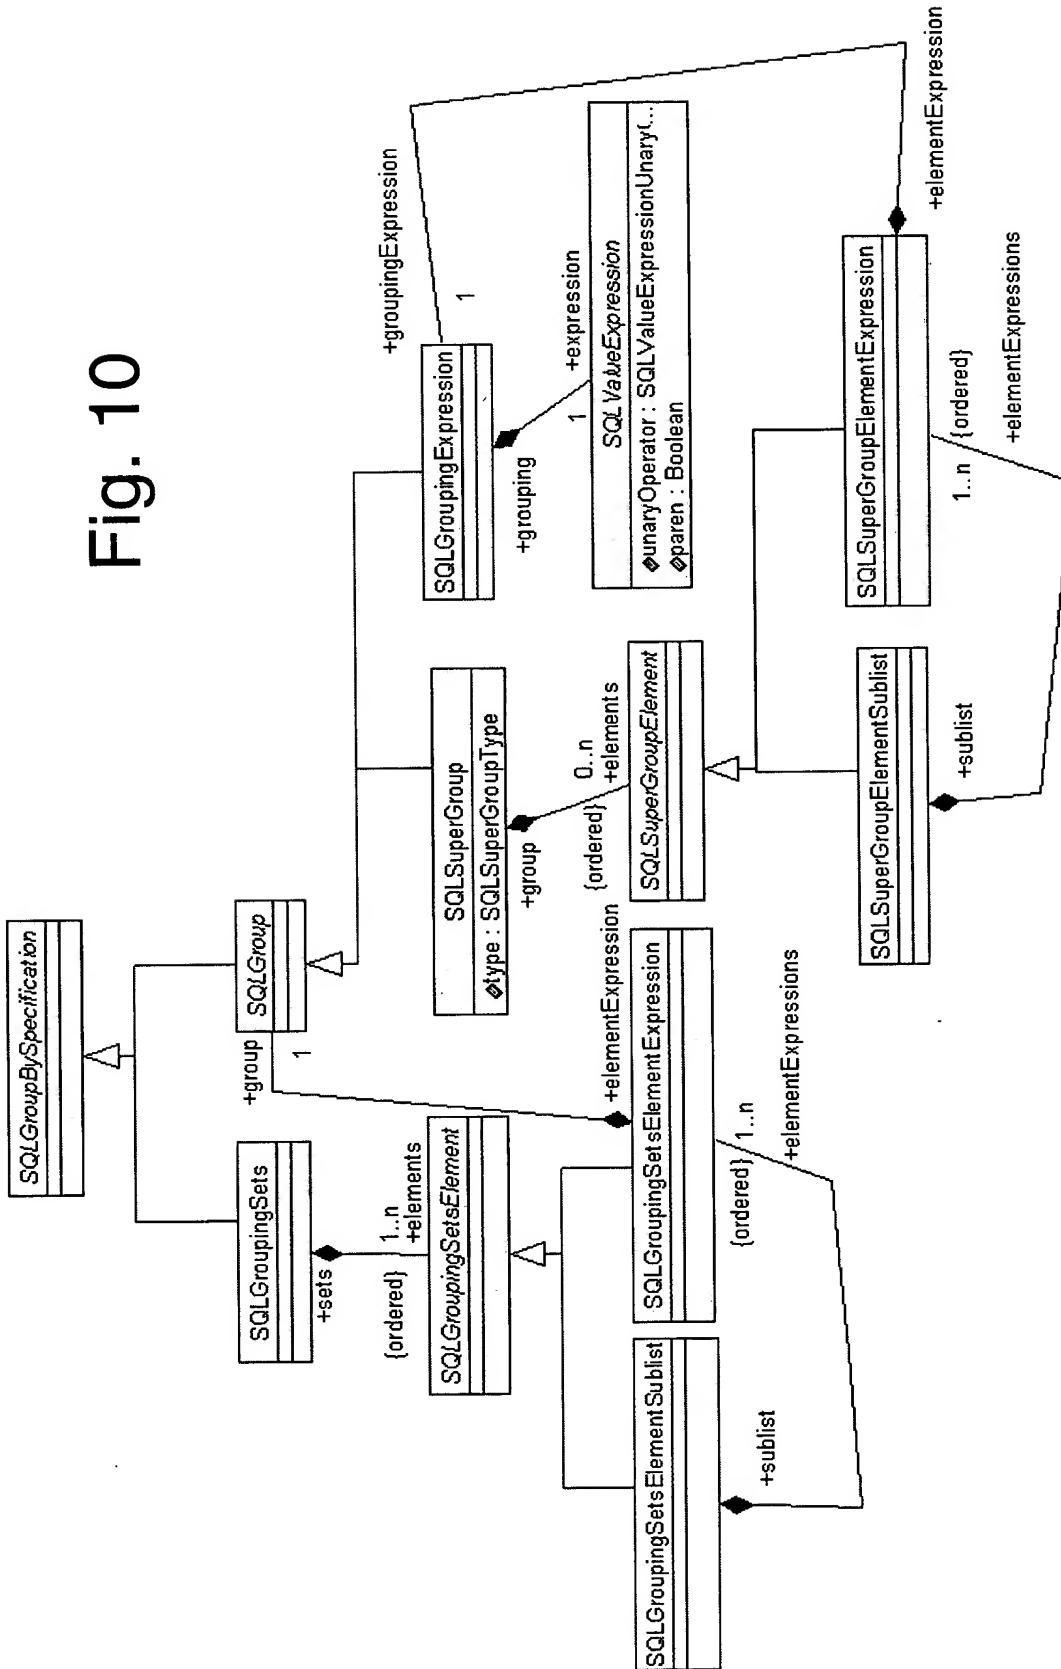 Fig. 10
SQLGroupBySpecification
SQLGroupingSets
+sets
1..n
{ordered}
+elements
SQLGroup
+group
1
SQLGroupingSetsElement
SQLGroupingSetsElementSublist
+sublist
SQLGroupingSetsElementExpression
+elementExpression
{ordered}
1..n
+elementExpressions
SQLSuperGroup
type : SQLSuperGroupType
+group
{ordered}
0..n
+elements
SQLSuperGroupElement
SQLGroupingExpression
+groupingExpression
1
+grouping
1
+expression
SQLValueExpression
unaryOperator : SQLValueExpressionUnary(...
paren : Boolean
SQLSuperGroupElementSublist
+sublist
SQLSuperGroupElementExpression
+elementExpression
1..n
{ordered}
+elementExpressions